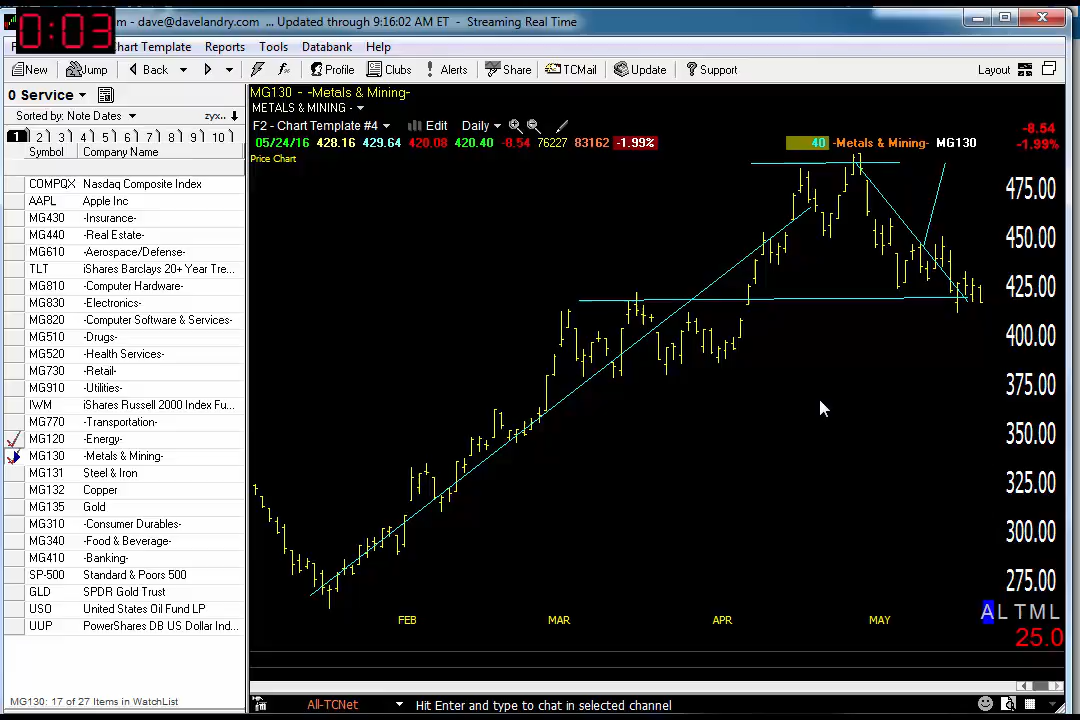 0:03
m - dave@davelandry.com ... Updated through 9:16:02 AM ET - Streaming Real Time
F
hart Template Reports Tools Databank Help
New Jump Back Profile Clubs Alerts Share TCMail Update Support Layout
0 Service
Sorted by: Note Dates zyx..
1 2 3 4 5 6 7 8 9 10
Symbol Company Name
COMPQX Nasdaq Composite Index
AAPL Apple Inc
MG430 -Insurance-
MG440 -Real Estate-
MG610 -Aerospace/Defense-
TLT iShares Barclays 20+ Year Tre...
MG810 -Computer Hardware-
MG830 -Electronics-
MG820 -Computer Software & Services-
MG510 -Drugs-
MG520 -Health Services-
MG730 -Retail-
MG910 -Utilities-
IWM iShares Russell 2000 Index Fu...
MG770 -Transportation-
MG120 -Energy-
MG130 -Metals & Mining-
MG131 Steel & Iron
MG132 Copper
MG135 Gold
MG310 -Consumer Durables-
MG340 -Food & Beverage-
MG410 -Banking-
SP-500 Standard & Poors 500
GLD SPDR Gold Trust
USO United States Oil Fund LP
UUP PowerShares DB US Dollar Ind...
MG130: 17 of 27 Items in WatchList
MG130 - -Metals & Mining-
METALS & MINING -
F2 - Chart Template #4 Edit Daily
05/24/16 428.16 429.64 420.08 420.40 -8.54 76227 83162 -1.99% 40 -Metals & Mining- MG130
-8.54
-1.99%
Price Chart
475.00
450.00
425.00
400.00
375.00
350.00
325.00
300.00
275.00
FEB MAR APR MAY
A L T M L
25.0
All-TCNet Hit Enter and type to chat in selected channel